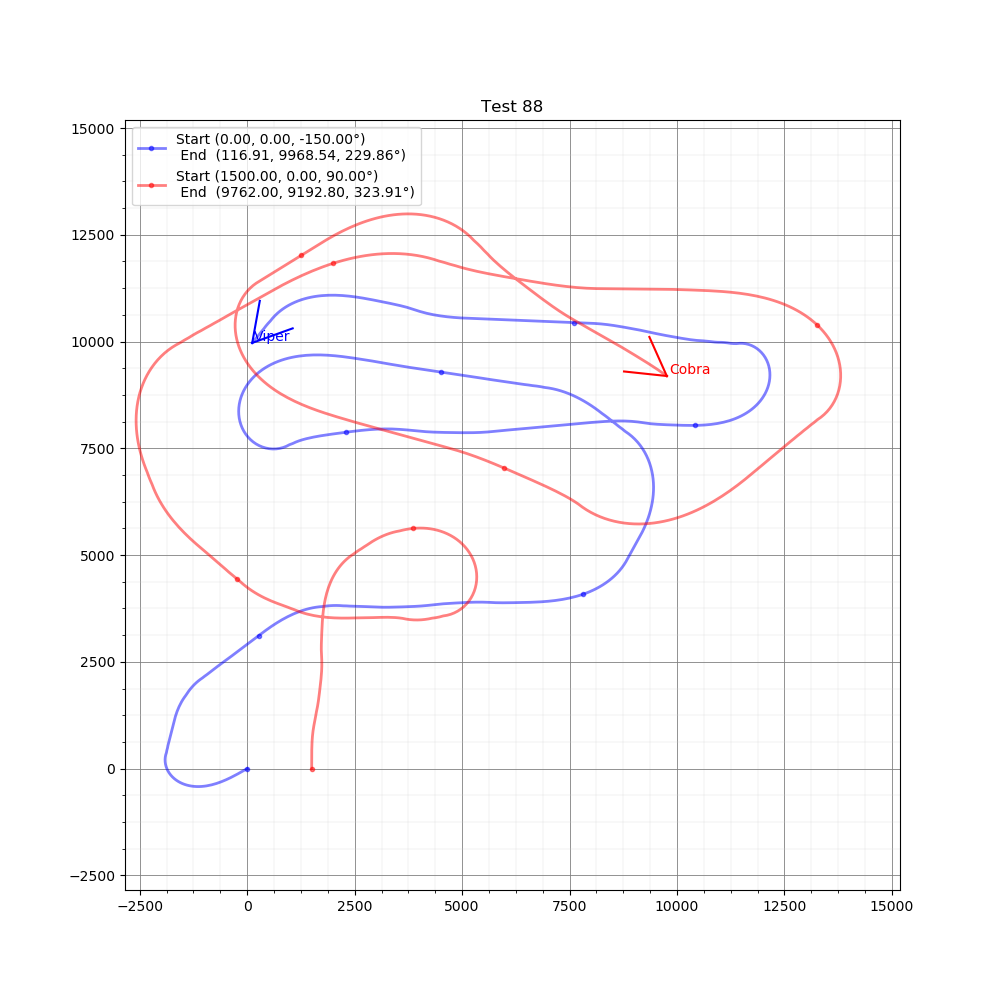 Test 88
Start (0.00, 0.00, -150.00°)
End (116.91, 9968.54, 229.86°)
Start (1500.00, 0.00, 90.00°)
End (9762.00, 9192.80, 323.91°)
15000
12500
10000
7500
5000
2500
0
−2500
Viper
Cobra
−2500 0 2500 5000 7500 10000 12500 15000